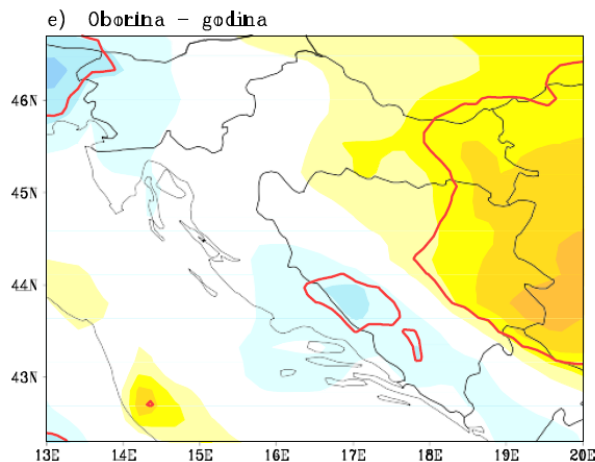 e) Oborina – godina
46N
45N
44N
43N
13E 14E 15E 16E 17E 18E 19E 20E